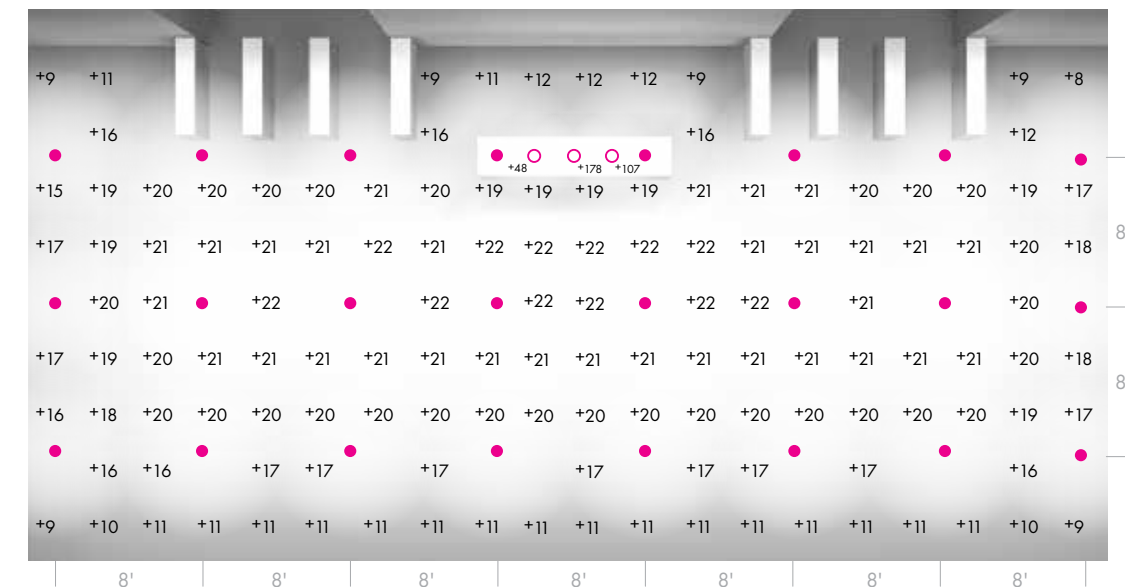 +9 +11 +9 +11 +12 +12 +12 +9 +9 +8
+16 +16 +16 +12
+48 +178 +107
+15 +19 +20 +20 +20 +20 +21 +20 +19 +19 +19 +19 +21 +21 +21 +20 +20 +20 +19 +17
8
+17 +19 +21 +21 +21 +21 +22 +21 +22 +22 +22 +22 +22 +21 +21 +21 +21 +21 +20 +18
+20 +21 +22 +22 +22 +22 +22 +22 +21 +20
+17 +19 +20 +21 +21 +21 +21 +21 +21 +21 +21 +21 +21 +21 +21 +21 +21 +21 +20 +18
8
+16 +18 +20 +20 +20 +20 +20 +20 +20 +20 +20 +20 +20 +20 +20 +20 +20 +20 +19 +17
+16 +16 +17 +17 +17 +17 +17 +17 +17 +16
+9 +10 +11 +11 +11 +11 +11 +11 +11 +11 +11 +11 +11 +11 +11 +11 +11 +11 +10 +9
8' 8' 8' 8' 8' 8' 8'